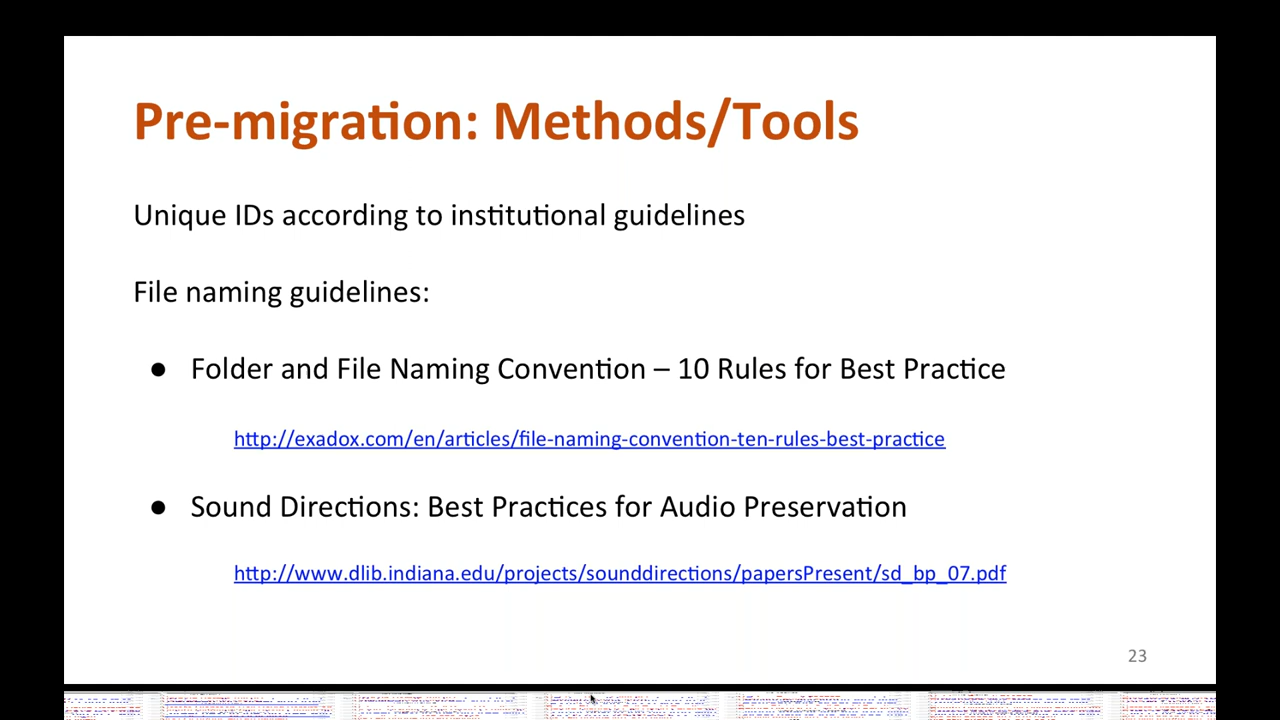 Pre-migration: Methods/Tools
Unique IDs according to institutional guidelines
File naming guidelines:
● Folder and File Naming Convention – 10 Rules for Best Practice
http://exadox.com/en/articles/file-naming-convention-ten-rules-best-practice
● Sound Directions: Best Practices for Audio Preservation
http://www.dlib.indiana.edu/projects/sounddirections/papersPresent/sd_bp_07.pdf
23